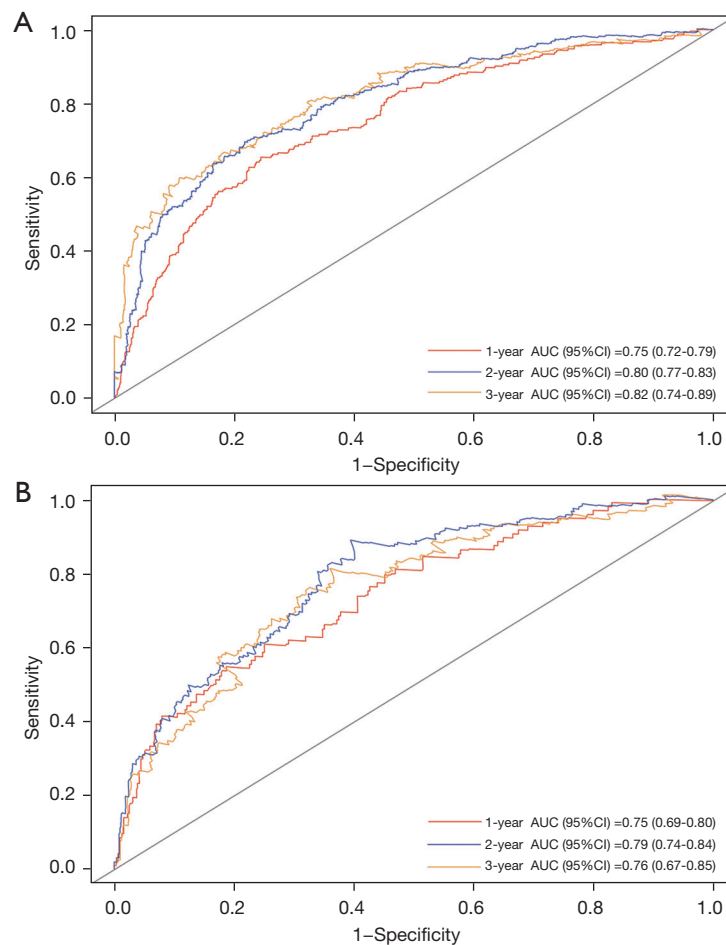 A
1.0
0.8
0.6
0.4
0.2
0.0
Sensitivity
1-year AUC (95%CI) =0.75 (0.72-0.79)
2-year AUC (95%CI) =0.80 (0.77-0.83)
3-year AUC (95%CI) =0.82 (0.74-0.89)
0.0 0.2 0.4 0.6 0.8 1.0
1–Specificity
B
1.0
0.8
0.6
0.4
0.2
0.0
Sensitivity
1-year AUC (95%CI) =0.75 (0.69-0.80)
2-year AUC (95%CI) =0.79 (0.74-0.84)
3-year AUC (95%CI) =0.76 (0.67-0.85)
0.0 0.2 0.4 0.6 0.8 1.0
1–Specificity